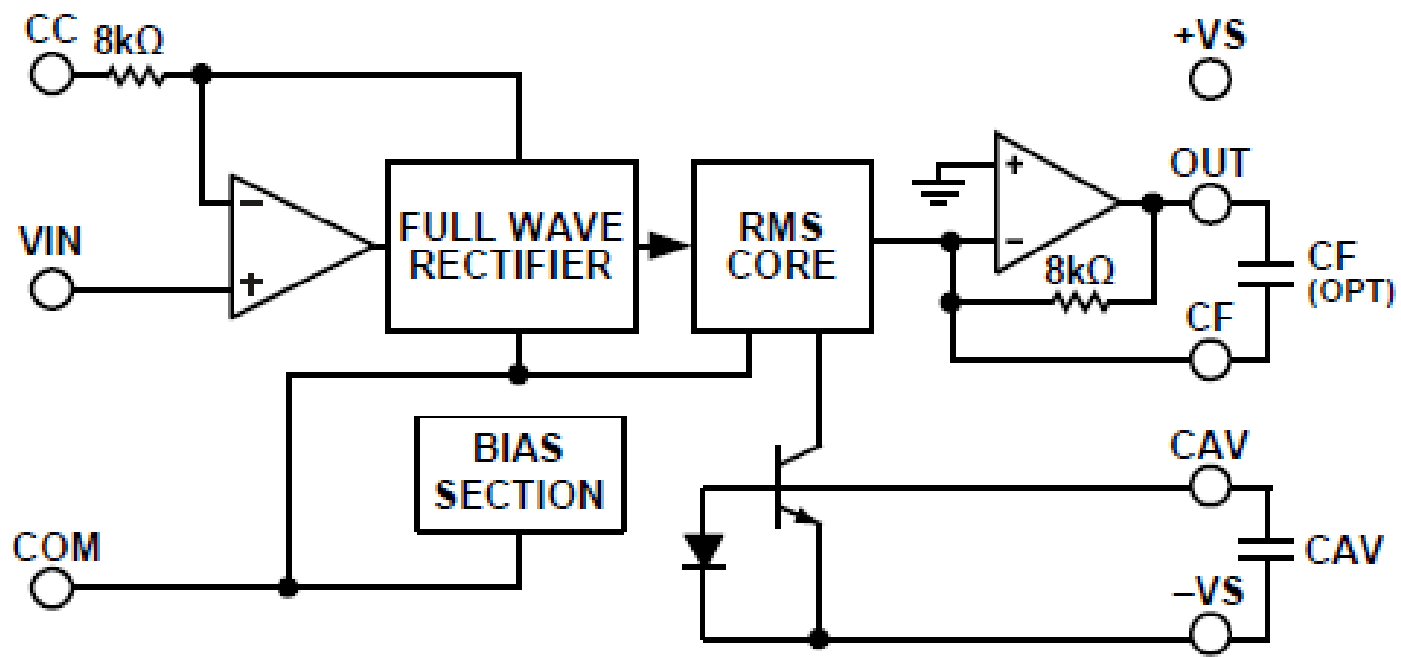 CC
8kΩ
+VS
OUT
VIN
−
+
FULL WAVE
RECTIFIER
RMS
CORE
+
−
8kΩ
CF
(OPT)
CF
BIAS
SECTION
CAV
COM
CAV
–VS